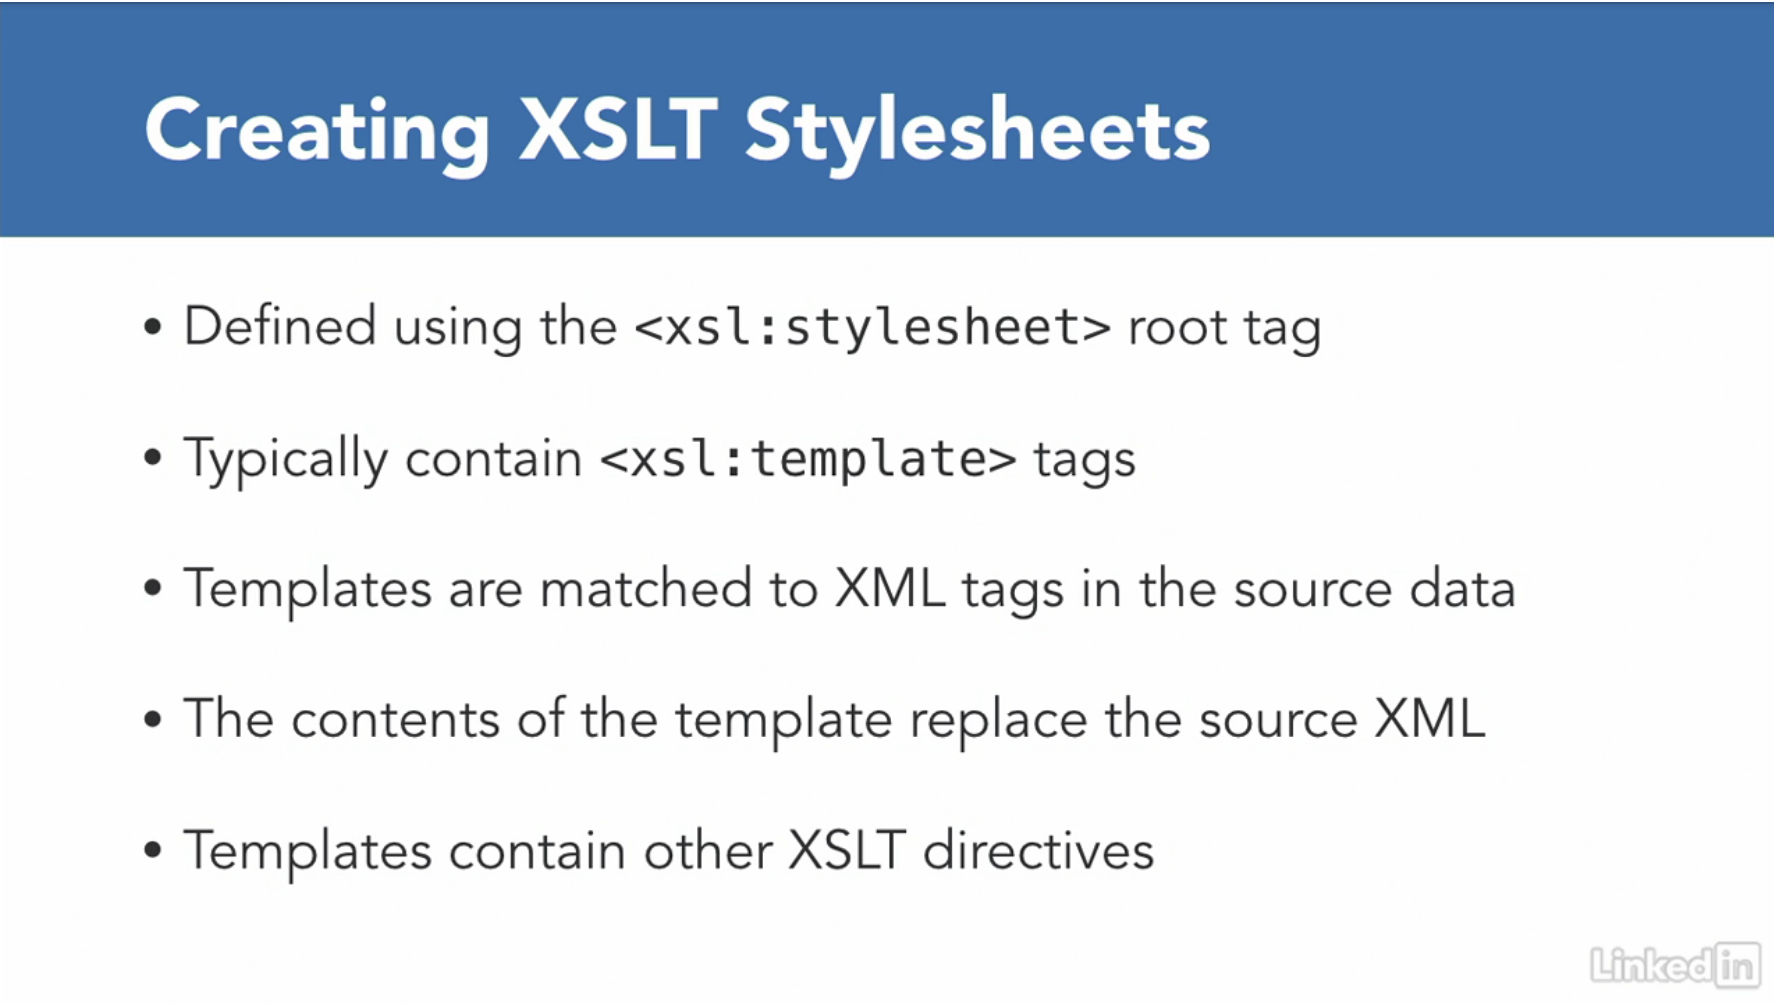 Creating XSLT Stylesheets
• Defined using the <xsl:stylesheet> root tag
• Typically contain <xsl:template> tags
• Templates are matched to XML tags in the source data
• The contents of the template replace the source XML
• Templates contain other XSLT directives
Linked in